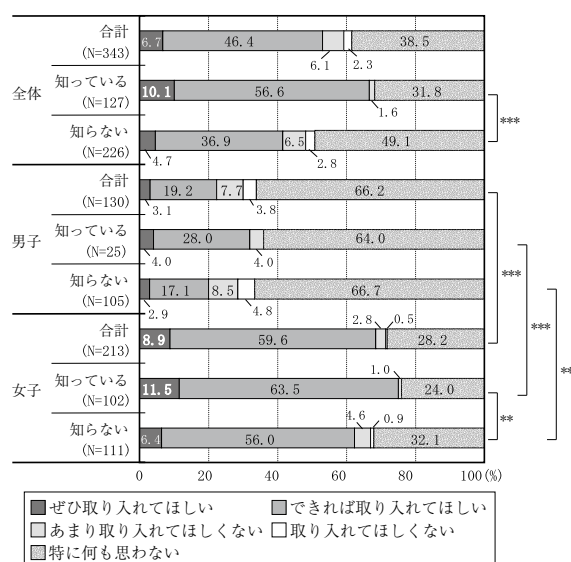 合計
(N=343)
6.7
46.4
38.5
6.1
2.3
全体
知っている
(N=127)
10.1
56.6
31.8
1.6
***
知らない
(N=226)
36.9
6.5
49.1
4.7
2.8
合計
(N=130)
19.2
7.7
66.2
3.1
3.8
男子
知っている
(N=25)
28.0
64.0
4.0
4.0
***
知らない
(N=105)
17.1
8.5
66.7
2.9
4.8
***
合計
(N=213)
2.8
0.5
8.9
59.6
28.2
**
女子
知っている
(N=102)
1.0
11.5
63.5
24.0
**
知らない
(N=111)
4.6
0.9
6.4
56.0
32.1
0 20 40 60 80 100(%)
ぜひ取り入れてほしい できれば取り入れてほしい
あまり取り入れてほしくない 取り入れてほしくない
特に何も思わない